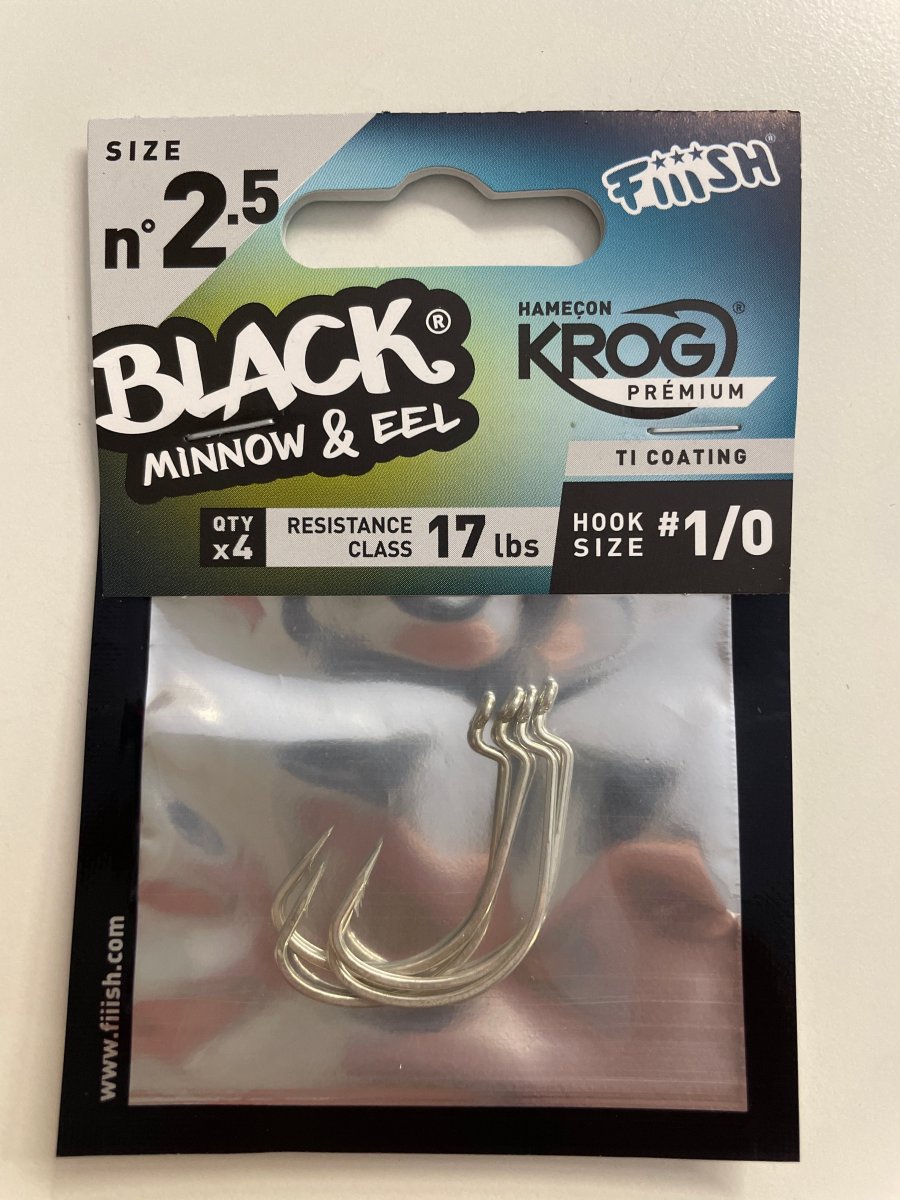 SIZE
n° 2.5
FiiiSH®
BLACK®
MINNOW & EEL
HAMEÇON
KROG®
PRÉMIUM
TI COATING
QTY
x4
RESISTANCE
CLASS
17 lbs
HOOK
SIZE
#1/0
www.fiiish.com